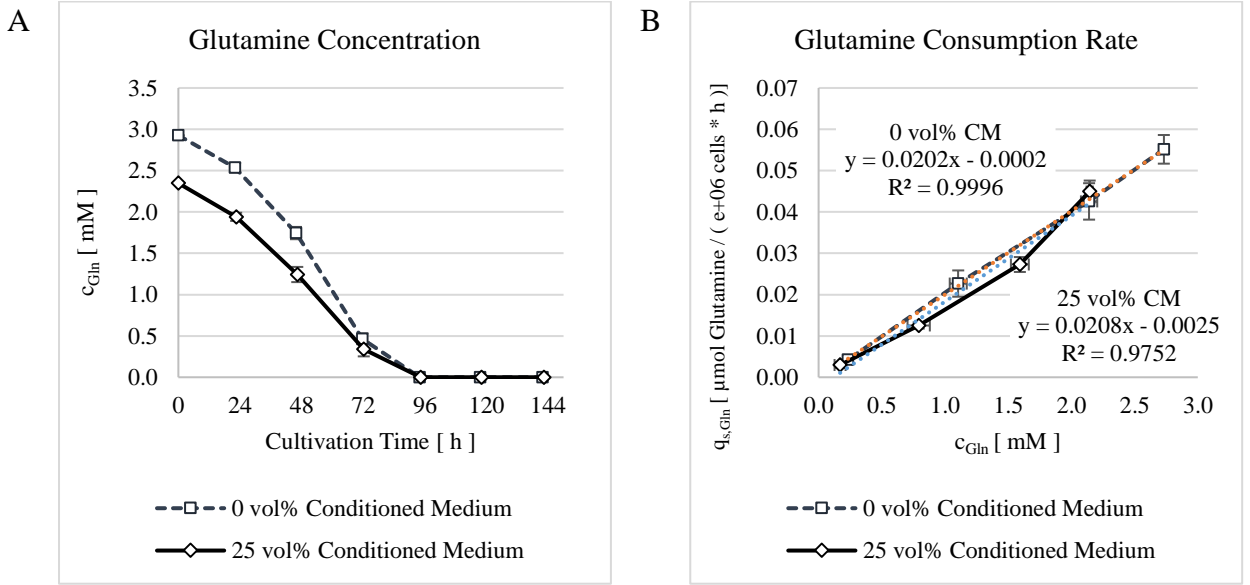 A
Glutamine Concentration
3.5
3.0
2.5
2.0
1.5
1.0
0.5
0.0
c_Gln [ mM ]
0 24 48 72 96 120 144
Cultivation Time [ h ]
0 vol% Conditioned Medium
25 vol% Conditioned Medium
B
Glutamine Consumption Rate
0.07
0.06
0.05
0.04
0.03
0.02
0.01
0.00
q_s,Gln [ µmol Glutamine / ( e+06 cells * h )]
0 vol% CM
y = 0.0202x - 0.0002
R² = 0.9996
25 vol% CM
y = 0.0208x - 0.0025
R² = 0.9752
0.0 0.5 1.0 1.5 2.0 2.5 3.0
c_Gln [ mM ]
0 vol% Conditioned Medium
25 vol% Conditioned Medium